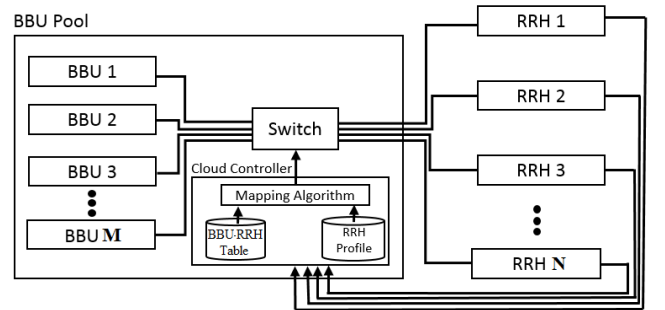 BBU Pool
BBU 1
BBU 2
BBU 3
BBU M
Switch
Cloud Controller
Mapping Algorithm
BBU-RRH
Table
RRH
Profile
RRH 1
RRH 2
RRH 3
RRH N